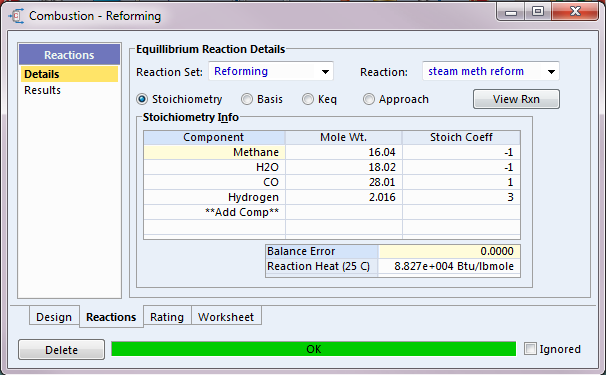 Combustion - Reforming
Reactions
Details
Results
Equillibrium Reaction Details
Reaction Set: Reforming Reaction: steam meth reform
Stoichiometry Basis Keq Approach View Rxn
Stoichiometry Info
Component Mole Wt. Stoich Coeff
Methane 16.04 -1
H2O 18.02 -1
CO 28.01 1
Hydrogen 2.016 3
**Add Comp**
Balance Error 0.0000
Reaction Heat (25 C) 8.827e+004 Btu/lbmole
Design Reactions Rating Worksheet
Delete OK Ignored